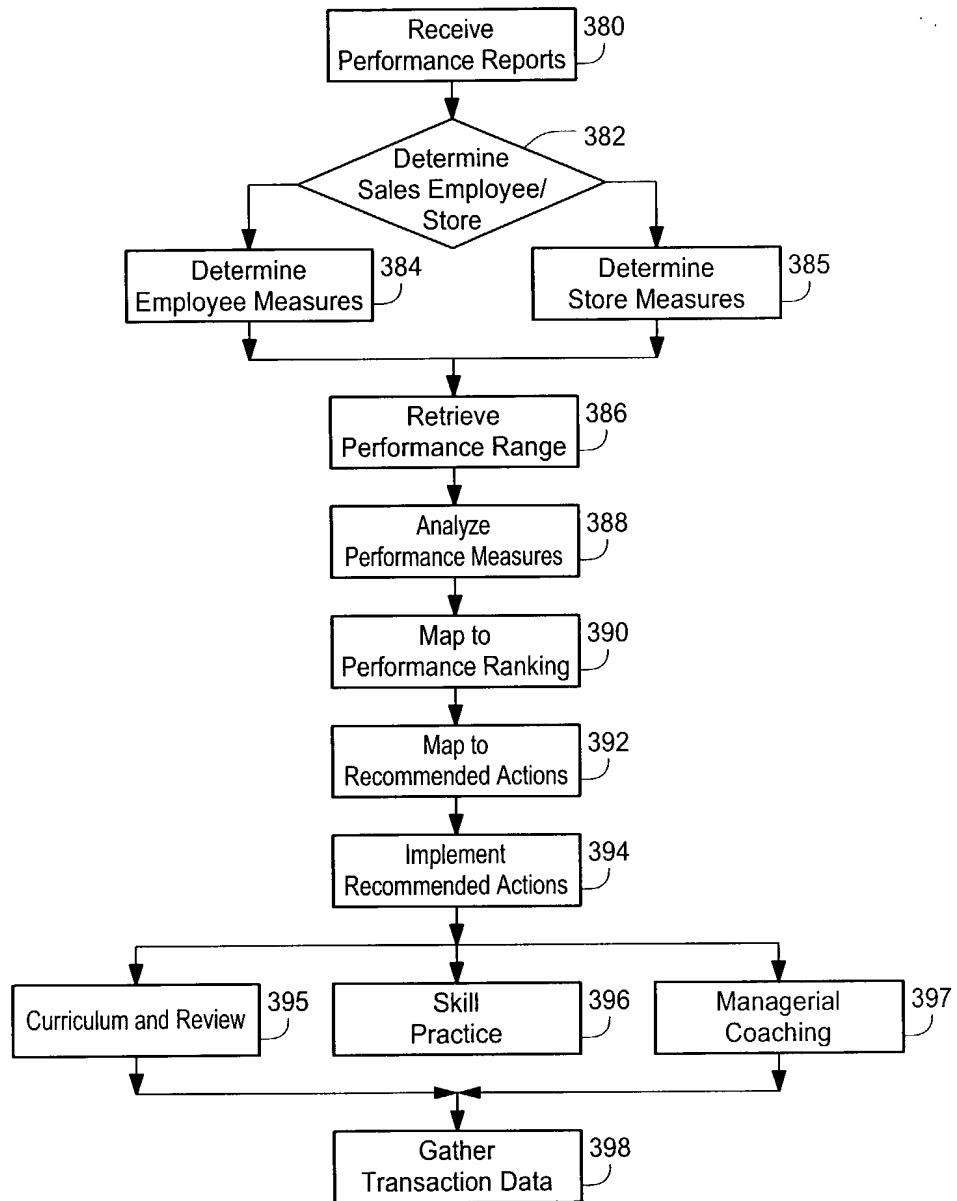 Receive
Performance Reports
380
382
Determine
Sales Employee/
Store
Determine
Employee Measures
384
Determine
Store Measures
385
Retrieve
Performance Range
386
Analyze
Performance Measures
388
Map to
Performance Ranking
390
Map to
Recommended Actions
392
Implement
Recommended Actions
394
Curriculum and Review
395
Skill
Practice
396
Managerial
Coaching
397
Gather
Transaction Data
398